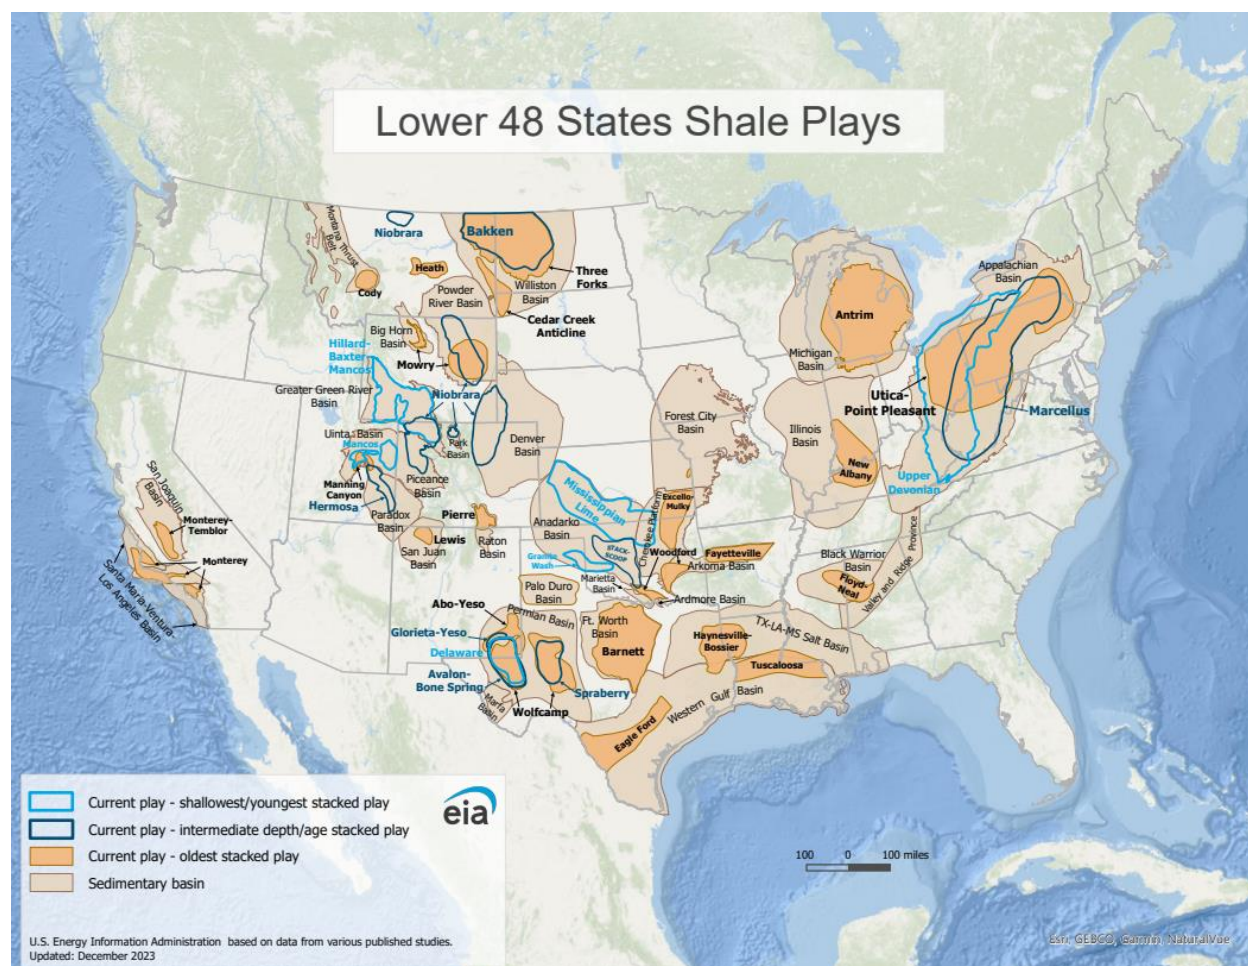 Lower 48 States Shale Plays
Montana Thrust
Belt
Niobrara
Bakken
Three
Forks
Heath
Cody
Powder
River Basin
Williston
Basin
Cedar Creek
Anticline
Big Horn
Basin
Hillard-
Baxter
Mancos
Mowry
Greater Green River
Basin
Niobrara
Uinta Basin
Mancos
Park
Basin
Denver
Basin
Manning
Canyon
Hermosa
Piceance
Basin
Paradox
Basin
San Joaquin
Basin
Monterey-
Temblor
Monterey
Santa Maria-Ventura-
Los Angeles Basin
Pierre
Lewis
San Juan
Basin
Raton
Basin
Forest City
Basin
Mississippian
Lime
Anadarko
Basin
Cherokee Platform
Excello-
Mulky
STACK-
SCOOP
Granite
Wash
Woodford
Fayetteville
Arkoma Basin
Marietta
Basin
Ardmore Basin
Palo Duro
Basin
Abo-Yeso
Permian Basin
Glorieta-Yeso
Delaware
Avalon-
Bone Spring
Marfa
Basin
Wolfcamp
Spraberry
Ft. Worth
Basin
Barnett
Haynesville-
Bossier
TX-LA-MS Salt Basin
Tuscaloosa
Western Gulf Basin
Eagle Ford
Michigan
Basin
Antrim
Illinois
Basin
New
Albany
Appalachian
Basin
Utica-
Point Pleasant
Marcellus
Upper
Devonian
Black Warrior
Basin
Floyd-
Neal
Valley and Ridge Province
Current play - shallowest/youngest stacked play
Current play - intermediate depth/age stacked play
Current play - oldest stacked play
Sedimentary basin
eia
100 0 100 miles
U.S. Energy Information Administration based on data from various published studies.
Updated: December 2023
Esri, GEBCO, Garmin, NaturalVue